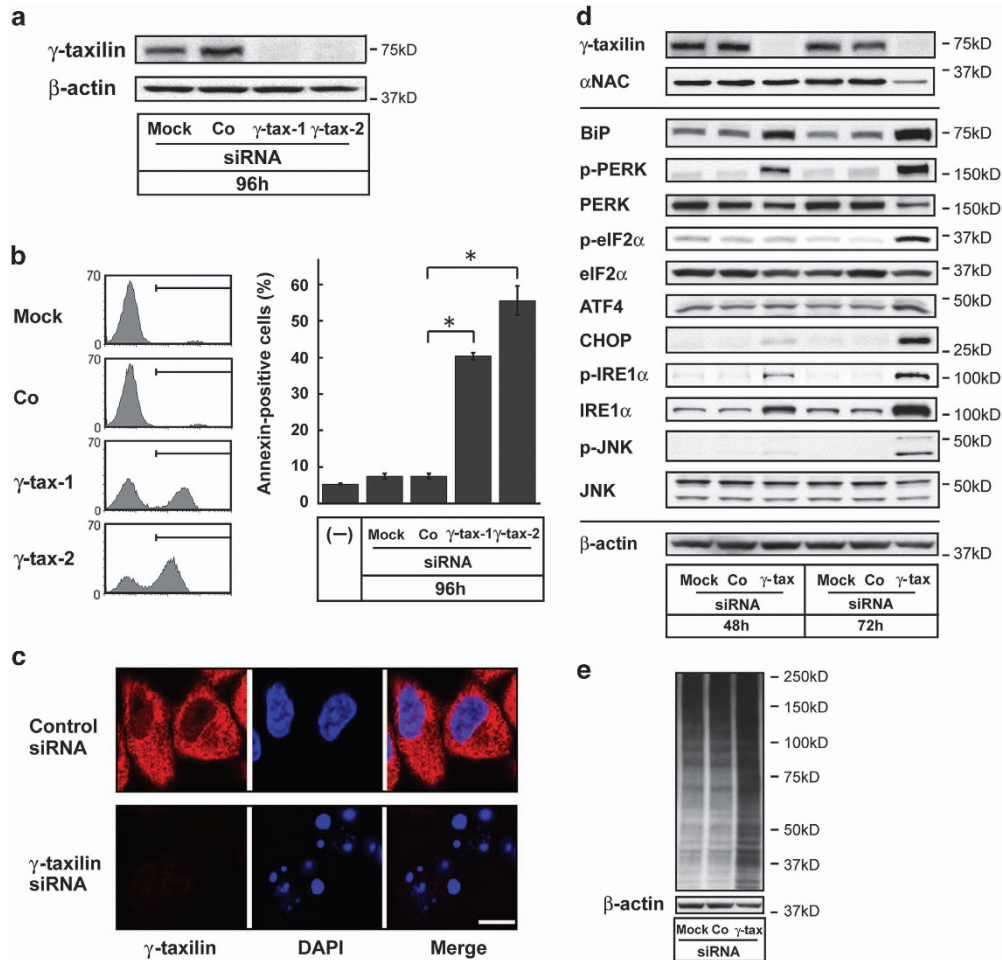 a
γ-taxilin
75kD
β-actin
37kD
Mock Co γ-tax-1 γ-tax-2
siRNA
96h
b
Mock
70
0
Co
70
0
γ-tax-1
70
0
γ-tax-2
70
0
Annexin-positive cells (%)
60
50
40
30
20
10
0
*
*
(–)
Mock Co γ-tax-1 γ-tax-2
siRNA
96h
c
Control
siRNA
γ-taxilin
siRNA
γ-taxilin DAPI Merge
d
γ-taxilin
75kD
αNAC
37kD
BiP
75kD
p-PERK
150kD
PERK
150kD
p-eIF2α
37kD
eIF2α
37kD
ATF4
50kD
CHOP
25kD
p-IRE1α
100kD
IRE1α
100kD
p-JNK
50kD
JNK
50kD
β-actin
37kD
Mock Co γ-tax Mock Co γ-tax
siRNA siRNA
48h 72h
e
250kD
150kD
100kD
75kD
50kD
37kD
β-actin
37kD
Mock Co γ-tax
siRNA